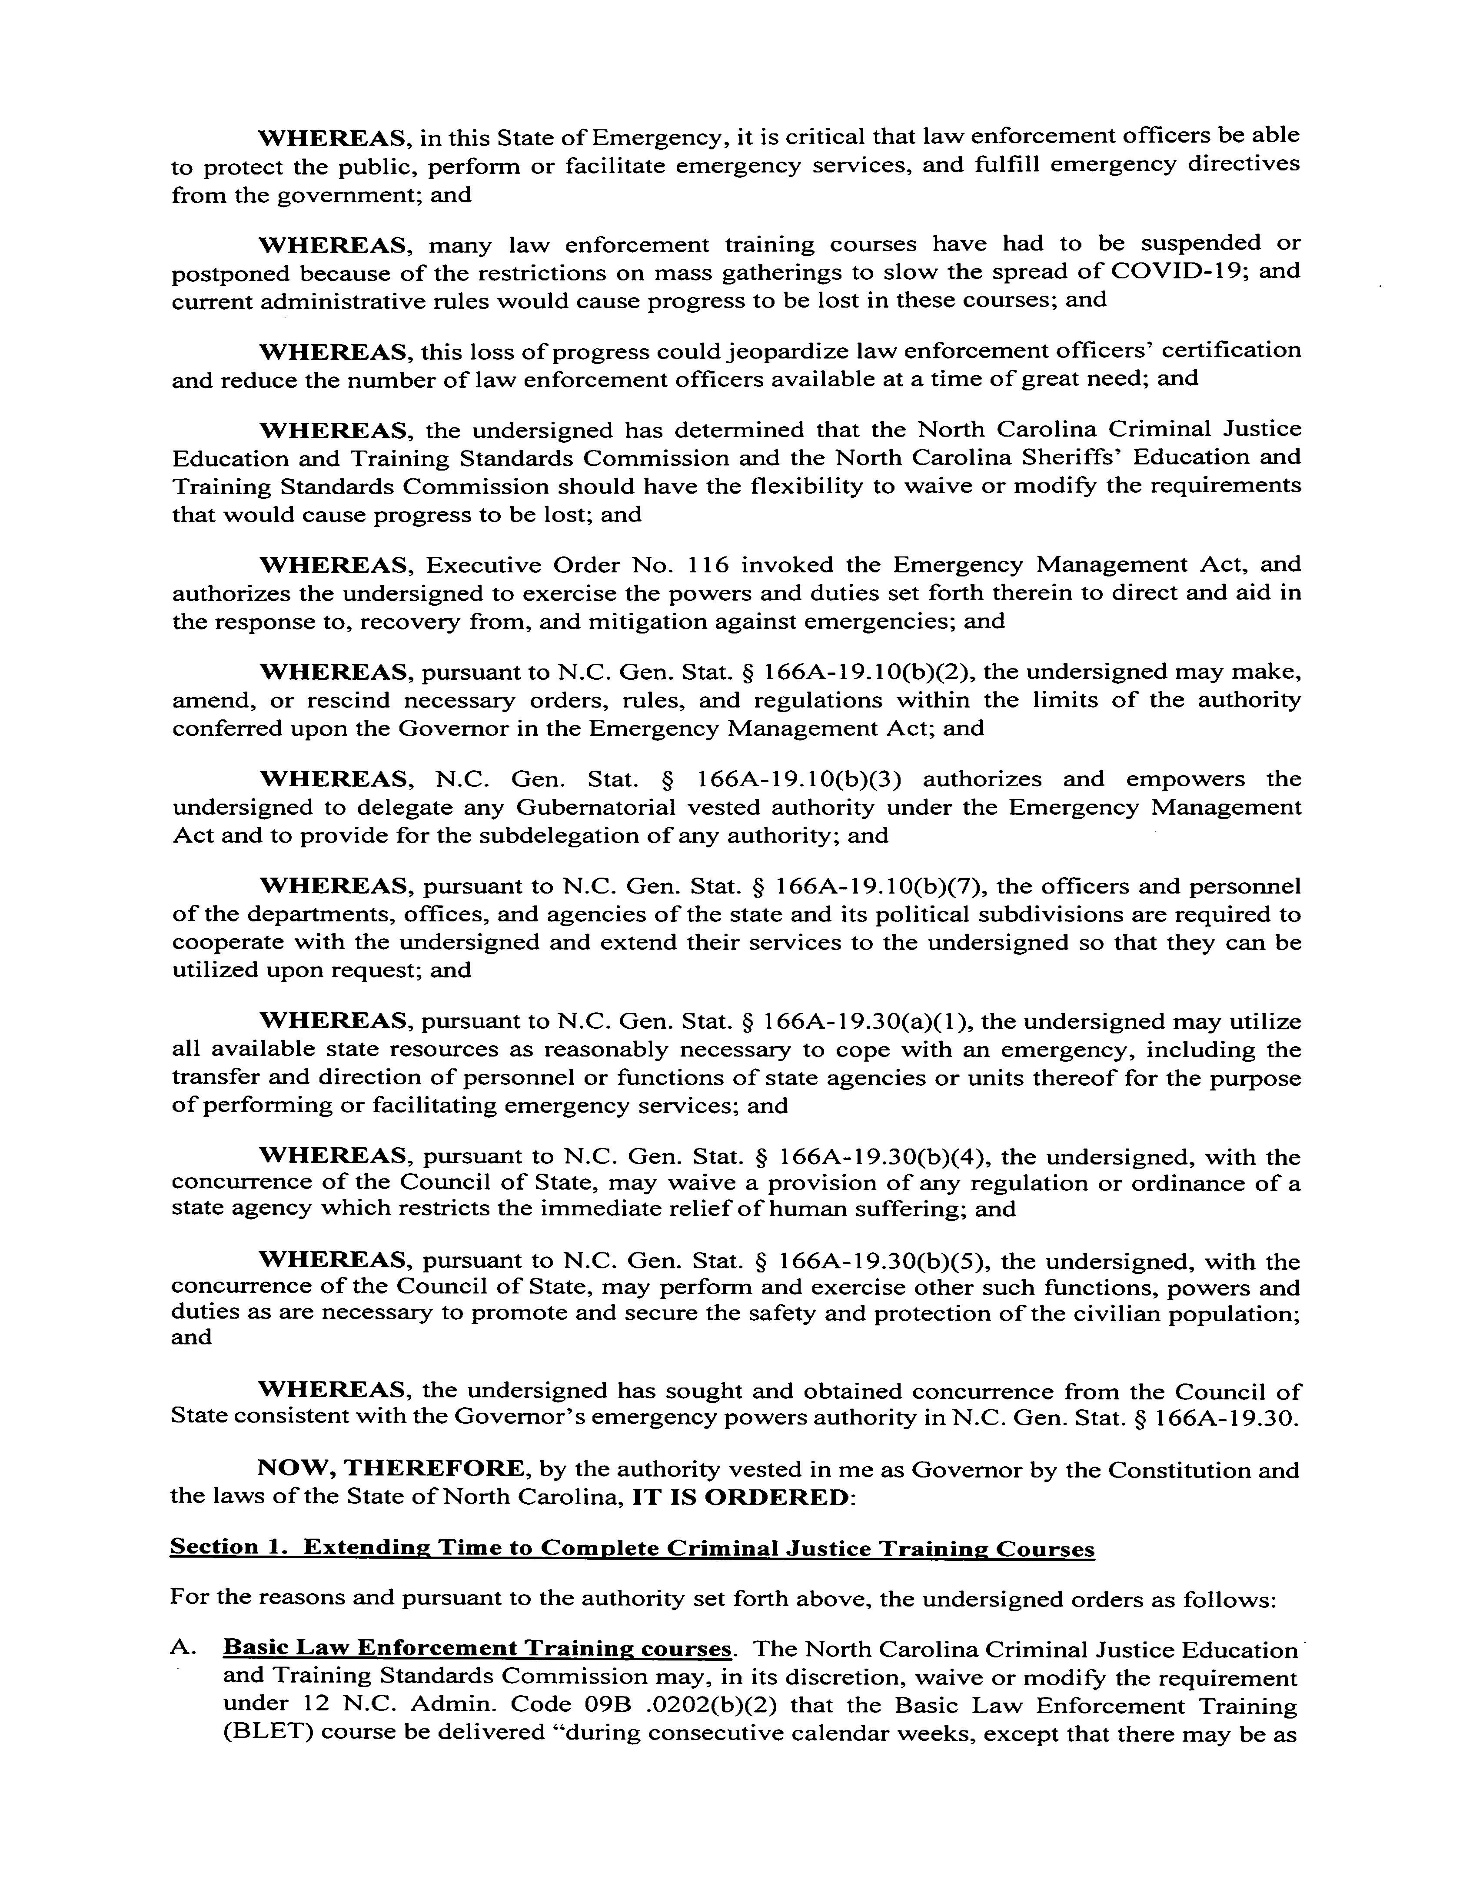 WHEREAS, in this State of Emergency, it is critical that law enforcement officers be able
to protect the public, perform or facilitate emergency services, and fulfill emergency directives
from the government; and
WHEREAS, many law enforcement training courses have had to be suspended or
postponed because of the restrictions on mass gatherings to slow the spread of COVID-19; and
current administrative rules would cause progress to be lost in these courses; and
WHEREAS, this loss of progress could jeopardize law enforcement officers’ certification
and reduce the number of law enforcement officers available at a time of great need; and
WHEREAS, the undersigned has determined that the North Carolina Criminal Justice
Education and Training Standards Commission and the North Carolina Sheriffs’ Education and
Training Standards Commission should have the flexibility to waive or modify the requirements
that would cause progress to be lost; and
WHEREAS, Executive Order No. 116 invoked the Emergency Management Act, and
authorizes the undersigned to exercise the powers and duties set forth therein to direct and aid in
the response to, recovery from, and mitigation against emergencies; and
WHEREAS, pursuant to N.C. Gen. Stat. § 166A-19.10(b)(2), the undersigned may make,
amend, or rescind necessary orders, rules, and regulations within the limits of the authority
conferred upon the Governor in the Emergency Management Act; and
WHEREAS, N.C. Gen. Stat. § 166A-19.10(b)(3) authorizes and empowers the
undersigned to delegate any Gubernatorial vested authority under the Emergency Management
Act and to provide for the subdelegation of any authority; and
WHEREAS, pursuant to N.C. Gen. Stat. § 166A-19.10(b)(7), the officers and personnel
of the departments, offices, and agencies of the state and its political subdivisions are required to
cooperate with the undersigned and extend their services to the undersigned so that they can be
utilized upon request; and
WHEREAS, pursuant to N.C. Gen. Stat. § 166A-19.30(a)(1), the undersigned may utilize
all available state resources as reasonably necessary to cope with an emergency, including the
transfer and direction of personnel or functions of state agencies or units thereof for the purpose
of performing or facilitating emergency services; and
WHEREAS, pursuant to N.C. Gen. Stat. § 166A-19.30(b)(4), the undersigned, with the
concurrence of the Council of State, may waive a provision of any regulation or ordinance of a
state agency which restricts the immediate relief of human suffering; and
WHEREAS, pursuant to N.C. Gen. Stat. § 166A-19.30(b)(5), the undersigned, with the
concurrence of the Council of State, may perform and exercise other such functions, powers and
duties as are necessary to promote and secure the safety and protection of the civilian population;
and
WHEREAS, the undersigned has sought and obtained concurrence from the Council of
State consistent with the Governor’s emergency powers authority in N.C. Gen. Stat. § 166A-19.30.
NOW, THEREFORE, by the authority vested in me as Governor by the Constitution and
the laws of the State of North Carolina, IT IS ORDERED:
Section 1. Extending Time to Complete Criminal Justice Training Courses
For the reasons and pursuant to the authority set forth above, the undersigned orders as follows:
A. Basic Law Enforcement Training courses. The North Carolina Criminal Justice Education
and Training Standards Commission may, in its discretion, waive or modify the requirement
under 12 N.C. Admin. Code 09B .0202(b)(2) that the Basic Law Enforcement Training
(BLET) course be delivered “during consecutive calendar weeks, except that there may be as